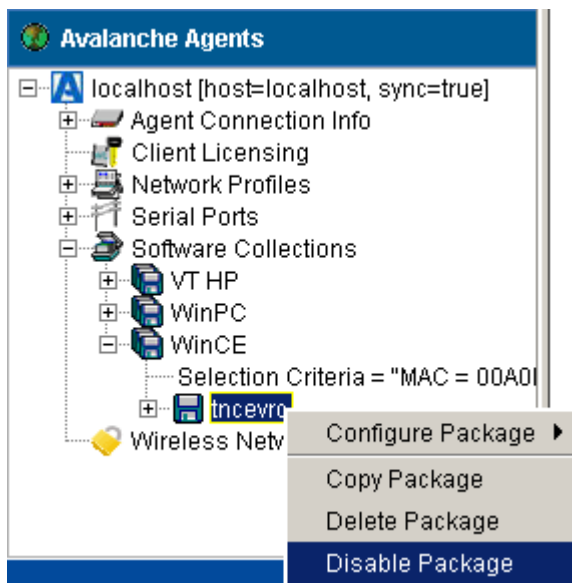 Avalanche Agents
localhost [host=localhost, sync=true]
Agent Connection Info
Client Licensing
Network Profiles
Serial Ports
Software Collections
VT HP
WinPC
WinCE
Selection Criteria = "MAC = 00A0
tncevro
Wireless Netv
Configure Package
Copy Package
Delete Package
Disable Package